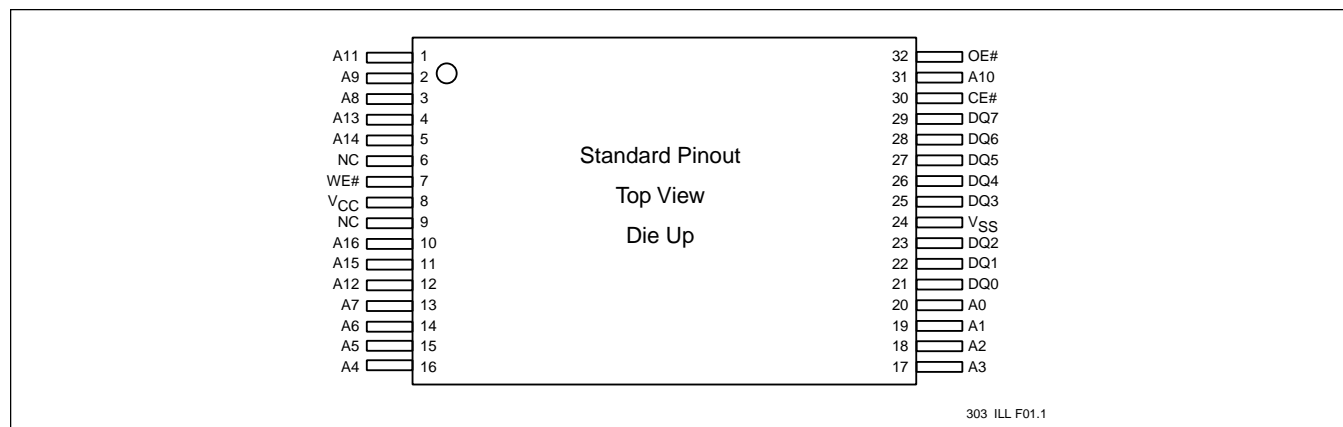 A11 1 32 OE#
A9 2 31 A10
A8 3 30 CE#
A13 4 29 DQ7
A14 5 28 DQ6
NC 6 27 DQ5
WE# 7 26 DQ4
VCC 8 25 DQ3
NC 9 24 VSS
A16 10 23 DQ2
A15 11 22 DQ1
A12 12 21 DQ0
A7 13 20 A0
A6 14 19 A1
A5 15 18 A2
A4 16 17 A3
Standard Pinout
Top View
Die Up
303 ILL F01.1